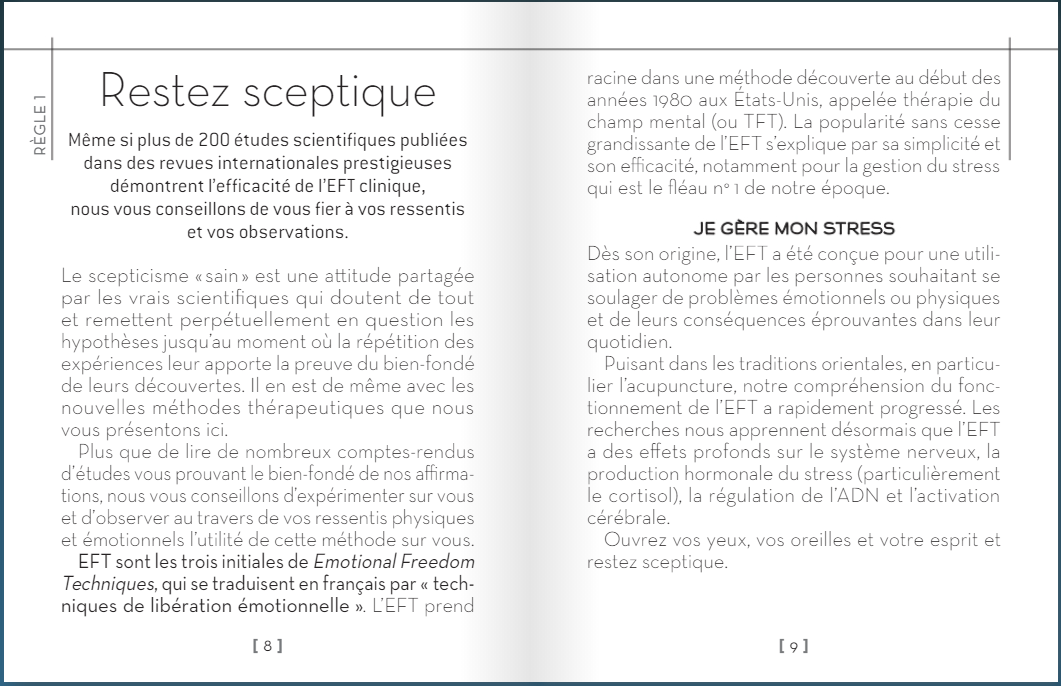 RÈGLE 1
Restez sceptique
Même si plus de 200 études scientifiques publiées
dans des revues internationales prestigieuses
démontrent l'efficacité de l'EFT clinique,
nous vous conseillons de vous fier à vos ressentis
et vos observations.
Le scepticisme « sain » est une attitude partagée
par les vrais scientifiques qui doutent de tout
et remettent perpétuellement en question les
hypothèses jusqu'au moment où la répétition des
expériences leur apporte la preuve du bien-fondé
de leurs découvertes. Il en est de même avec les
nouvelles méthodes thérapeutiques que nous
vous présentons ici.
Plus que de lire de nombreux comptes-rendus
d'études vous prouvant le bien-fondé de nos affirma-
tions, nous vous conseillons d'expérimenter sur vous
et d'observer au travers de vos ressentis physiques
et émotionnels l'utilité de cette méthode sur vous.
EFT sont les trois initiales de Emotional Freedom
Techniques, qui se traduisent en français par « tech-
niques de libération émotionnelle ». L'EFT prend
[ 8 ]
racine dans une méthode découverte au début des
années 1980 aux États-Unis, appelée thérapie du
champ mental (ou TFT). La popularité sans cesse
grandissante de l'EFT s'explique par sa simplicité et
son efficacité, notamment pour la gestion du stress
qui est le fléau n° 1 de notre époque.
JE GÈRE MON STRESS
Dès son origine, l'EFT a été conçue pour une utili-
sation autonome par les personnes souhaitant se
soulager de problèmes émotionnels ou physiques
et de leurs conséquences éprouvantes dans leur
quotidien.
Puisant dans les traditions orientales, en particu-
lier l'acupuncture, notre compréhension du fonc-
tionnement de l'EFT a rapidement progressé. Les
recherches nous apprennent désormais que l'EFT
a des effets profonds sur le système nerveux, la
production hormonale du stress (particulièrement
le cortisol), la régulation de l'ADN et l'activation
cérébrale.
Ouvrez vos yeux, vos oreilles et votre esprit et
restez sceptique.
[ 9 ]